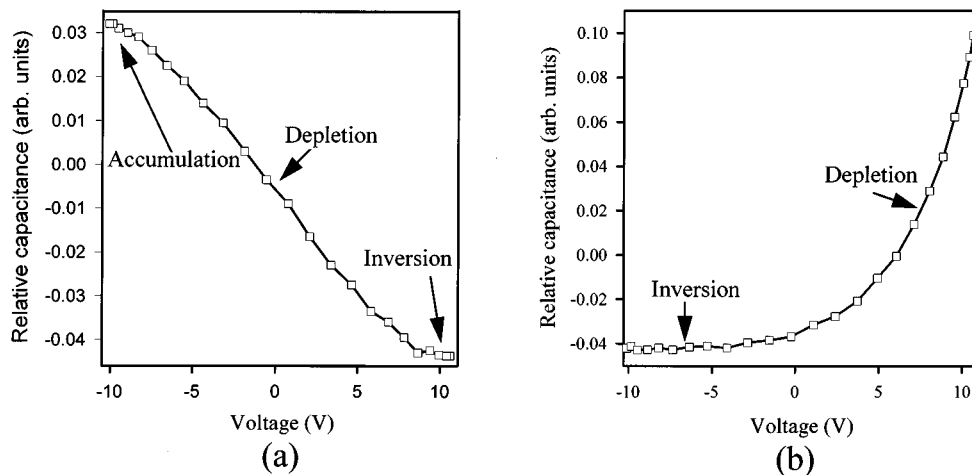 Relative capacitance (arb. units)
0.03
0.02
0.01
0.00
-0.01
-0.02
-0.03
-0.04
Accumulation
Depletion
Inversion
-10
-5
0
5
10
Voltage (V)
(a)
Relative capacitance (arb. units)
0.10
0.08
0.06
0.04
0.02
0.00
-0.02
-0.04
Depletion
Inversion
-10
-5
0
5
10
Voltage (V)
(b)